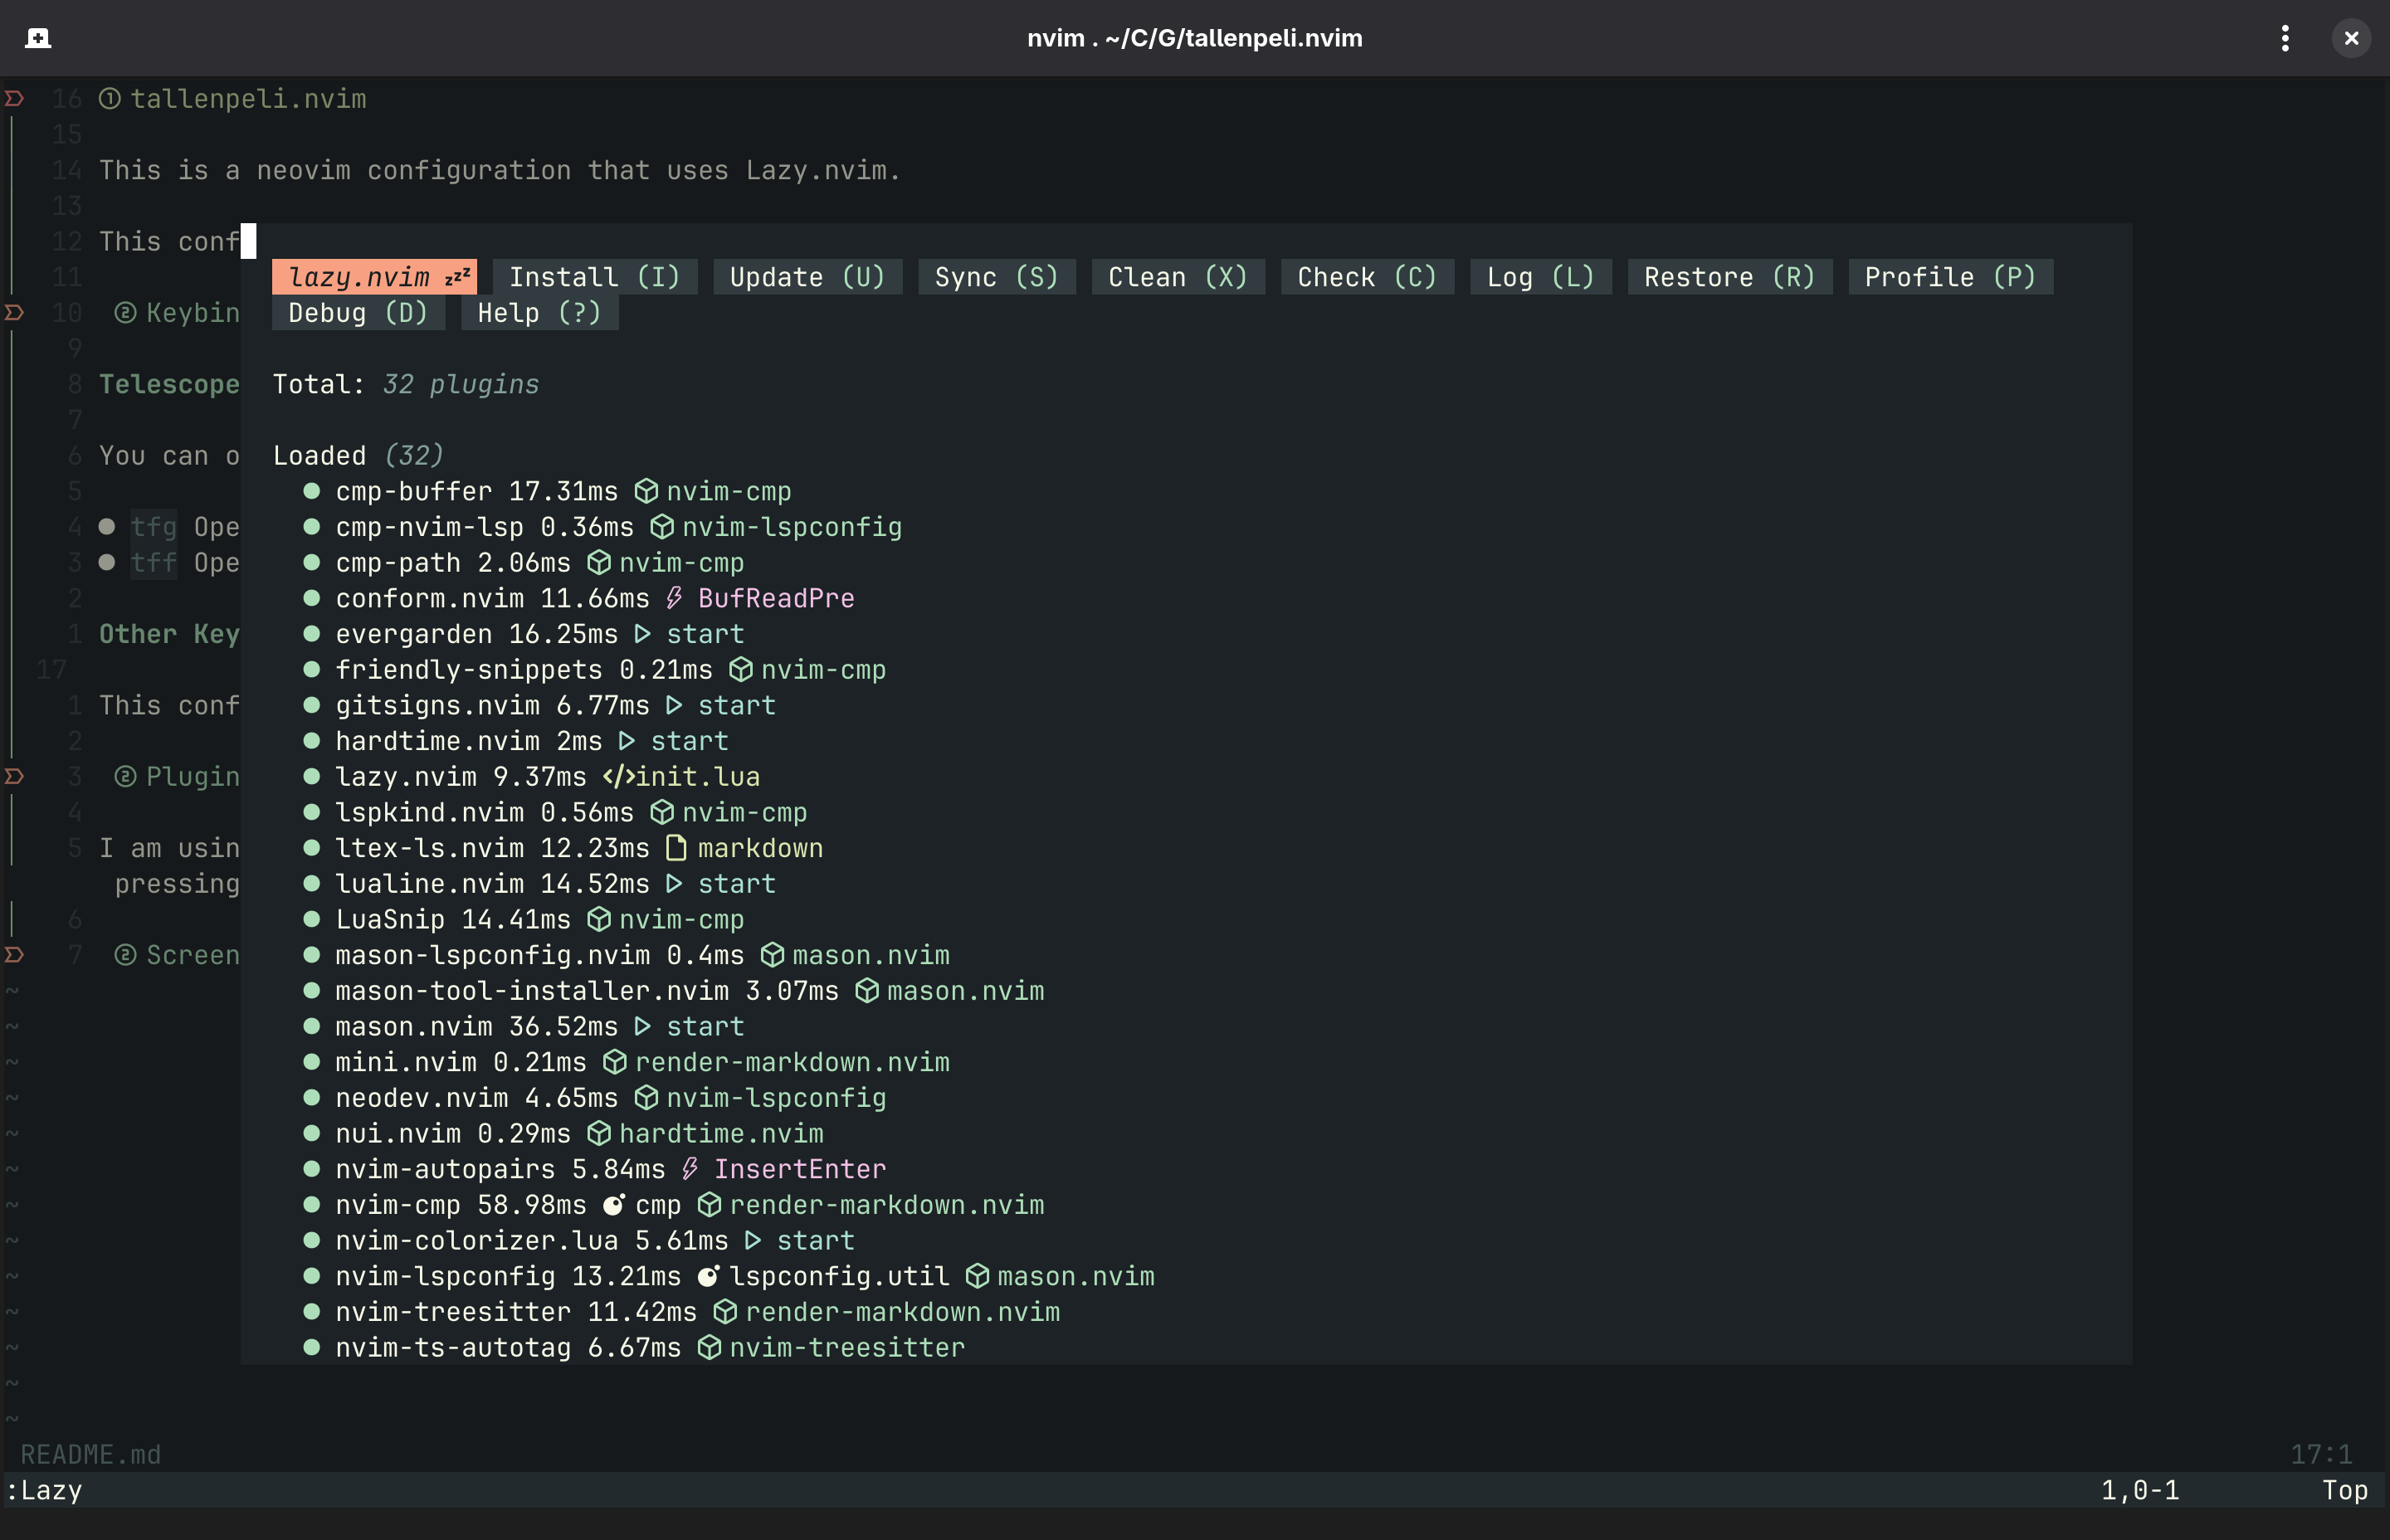 nvim . ~/C/G/tallenpeli.nvim
16 ① tallenpeli.nvim
15
14 This is a neovim configuration that uses Lazy.nvim.
13
12 This conf
11 lazy.nvim zzz Install (I) Update (U) Sync (S) Clean (X) Check (C) Log (L) Restore (R) Profile (P)
10 ② Keybin Debug (D) Help (?)
9
8 Telescope Total: 32 plugins
7
6 You can o Loaded (32)
5 ● cmp-buffer 17.31ms nvim-cmp
4 ● tfg Ope ● cmp-nvim-lsp 0.36ms nvim-lspconfig
3 ● tff Ope ● cmp-path 2.06ms nvim-cmp
2 ● conform.nvim 11.66ms BufReadPre
1 Other Key ● evergarden 16.25ms start
17 ● friendly-snippets 0.21ms nvim-cmp
1 This conf ● gitsigns.nvim 6.77ms start
2 ● hardtime.nvim 2ms start
3 ② Plugin ● lazy.nvim 9.37ms </>init.lua
4 ● lspkind.nvim 0.56ms nvim-cmp
5 I am usin ● ltex-ls.nvim 12.23ms markdown
pressing ● lualine.nvim 14.52ms start
6 ● LuaSnip 14.41ms nvim-cmp
7 ② Screen ● mason-lspconfig.nvim 0.4ms mason.nvim
~ ● mason-tool-installer.nvim 3.07ms mason.nvim
~ ● mason.nvim 36.52ms start
~ ● mini.nvim 0.21ms render-markdown.nvim
~ ● neodev.nvim 4.65ms nvim-lspconfig
~ ● nui.nvim 0.29ms hardtime.nvim
~ ● nvim-autopairs 5.84ms InsertEnter
~ ● nvim-cmp 58.98ms cmp render-markdown.nvim
~ ● nvim-colorizer.lua 5.61ms start
~ ● nvim-lspconfig 13.21ms lspconfig.util mason.nvim
~ ● nvim-treesitter 11.42ms render-markdown.nvim
~ ● nvim-ts-autotag 6.67ms nvim-treesitter
~
~
README.md 17:1
:Lazy 1,0-1 Top